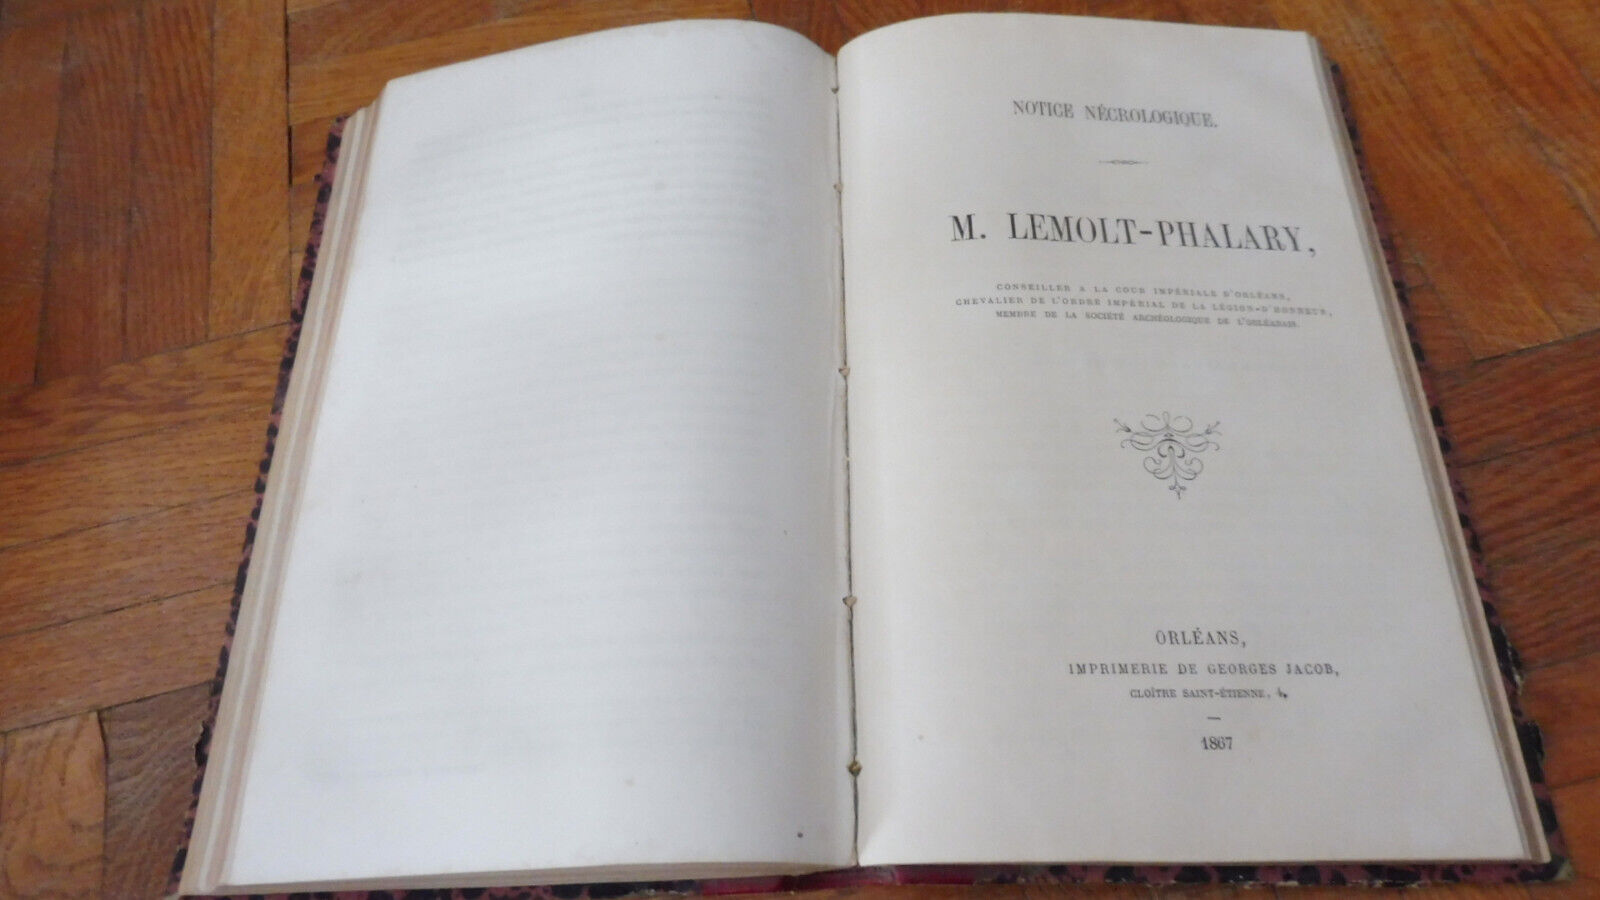 NOTICE NÉCROLOGIQUE.
M. LEMOLT-PHALARY,
CONSEILLER A LA COUR IMPÉRIALE D'ORLÉANS,
CHEVALIER DE L'ORDRE IMPÉRIAL DE LA LÉGION-D'HONNEUR,
MEMBRE DE LA SOCIÉTÉ ARCHÉOLOGIQUE DE L'ORLÉANAIS.
ORLÉANS,
IMPRIMERIE DE GEORGES JACOB,
CLOÎTRE SAINT-ÉTIENNE, 4.
—
1867